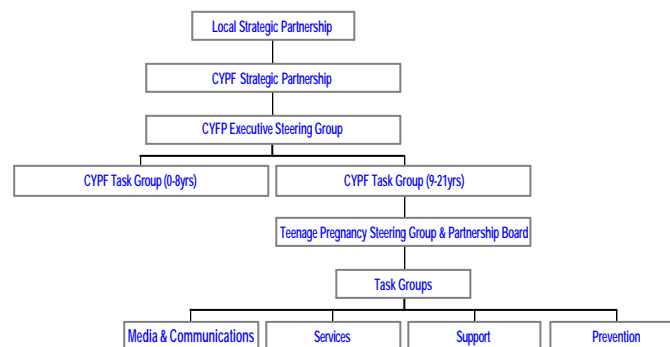 Local Strategic Partnership
CYPF Strategic Partnership
CYFP Executive Steering Group
CYPF Task Group (0-8yrs)
CYPF Task Group (9-21yrs)
Teenage Pregnancy Steering Group & Partnership Board
Task Groups
Media & Communications
Services
Support
Prevention